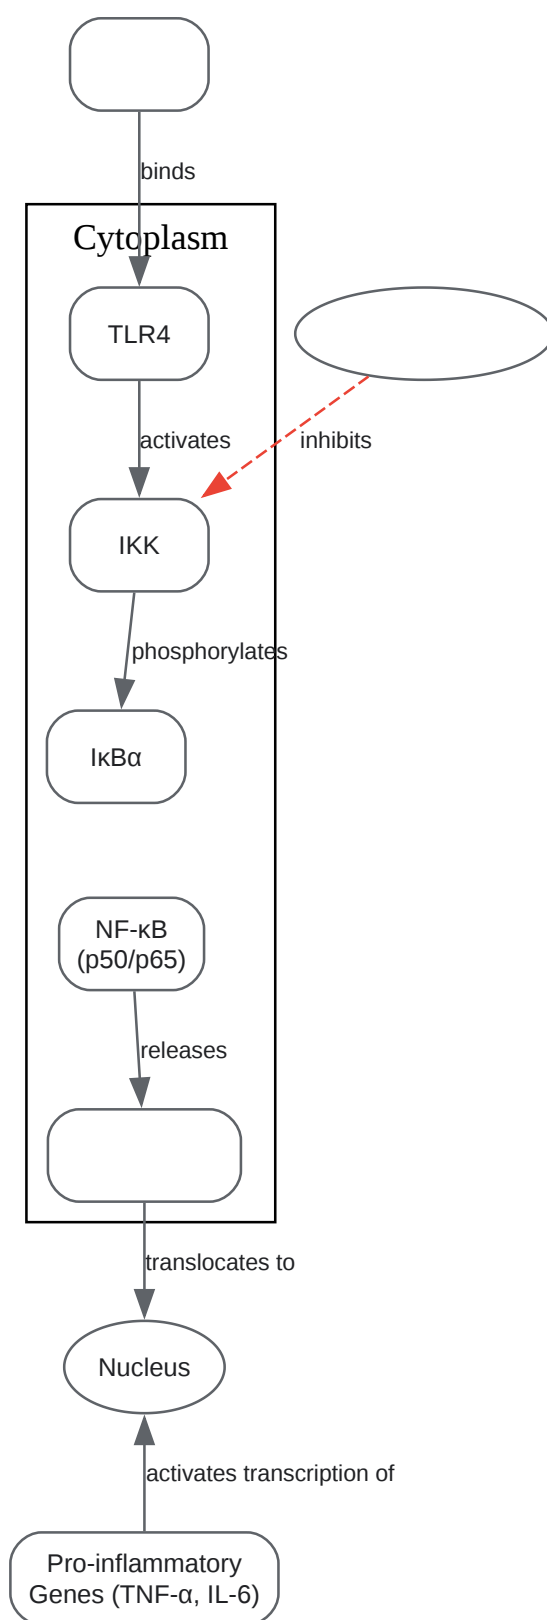 binds
Cytoplasm
TLR4
activates
inhibits
IKK
phosphorylates
IκBα
NF-κB
(p50/p65)
releases
translocates to
Nucleus
activates transcription of
Pro-inflammatory
Genes (TNF-α, IL-6)